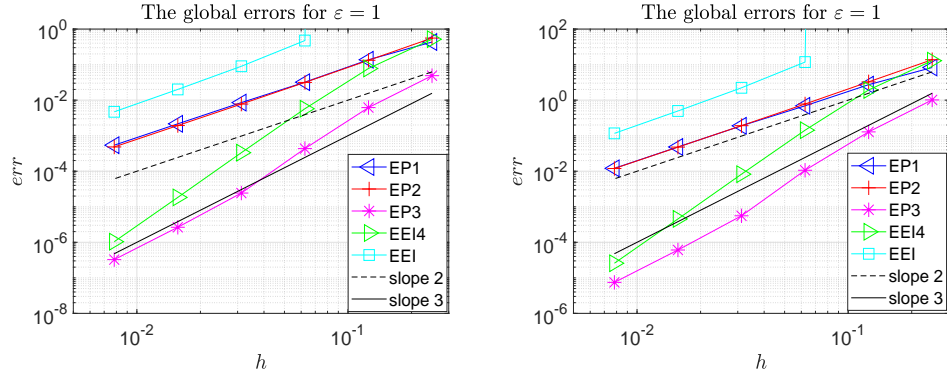 The global errors for ε = 1
10^0
10^-2
10^-4
10^-6
10^-8
err
10^-2
10^-1
h
EP1
EP2
EP3
EEI4
EEI
slope 2
slope 3
The global errors for ε = 1
10^2
10^0
10^-2
10^-4
10^-6
err
10^-2
10^-1
h
EP1
EP2
EP3
EEI4
EEI
slope 2
slope 3